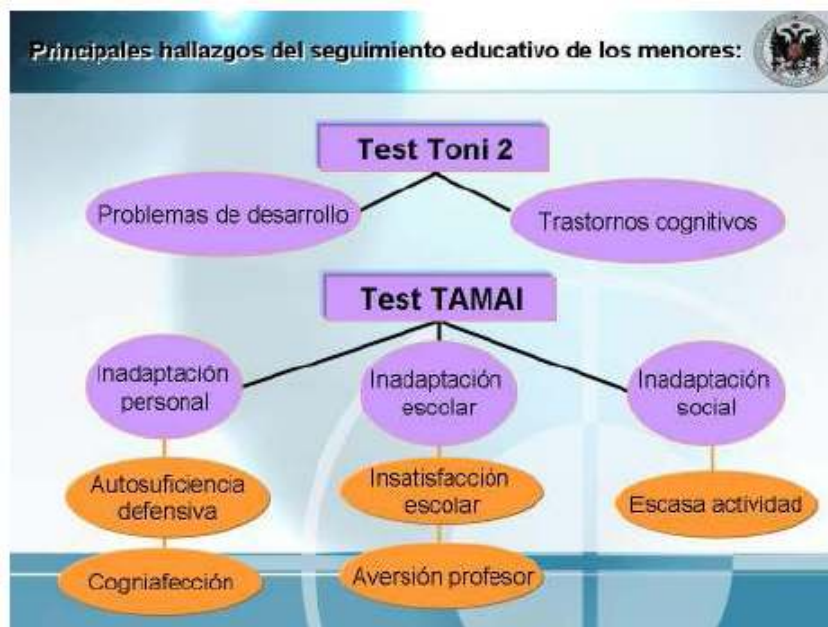 Principales hallazgos del seguimiento educativo de los menores:
Test Toni 2
Problemas de desarrollo
Trastornos cognitivos
Test TAMAI
Inadaptación
personal
Inadaptación
escolar
Inadaptación
social
Autosuficiencia
defensiva
Insatisfacción
escolar
Escasa actividad
Cogniafección
Aversión profesor